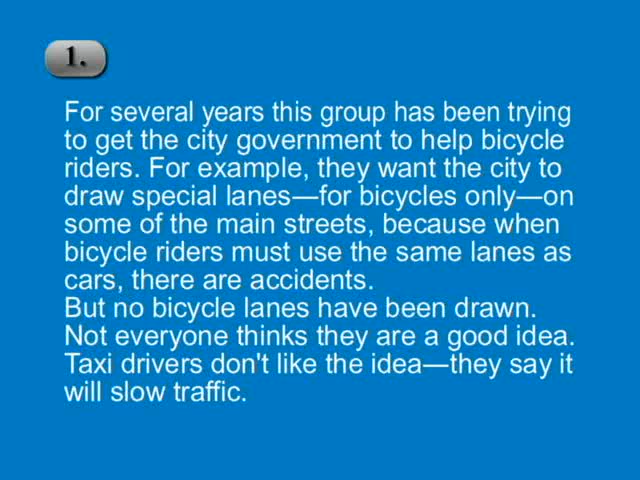 1.
For several years this group has been trying
to get the city government to help bicycle
riders. For example, they want the city to
draw special lanes—for bicycles only—on
some of the main streets, because when
bicycle riders must use the same lanes as
cars, there are accidents.
But no bicycle lanes have been drawn.
Not everyone thinks they are a good idea.
Taxi drivers don't like the idea—they say it
will slow traffic.